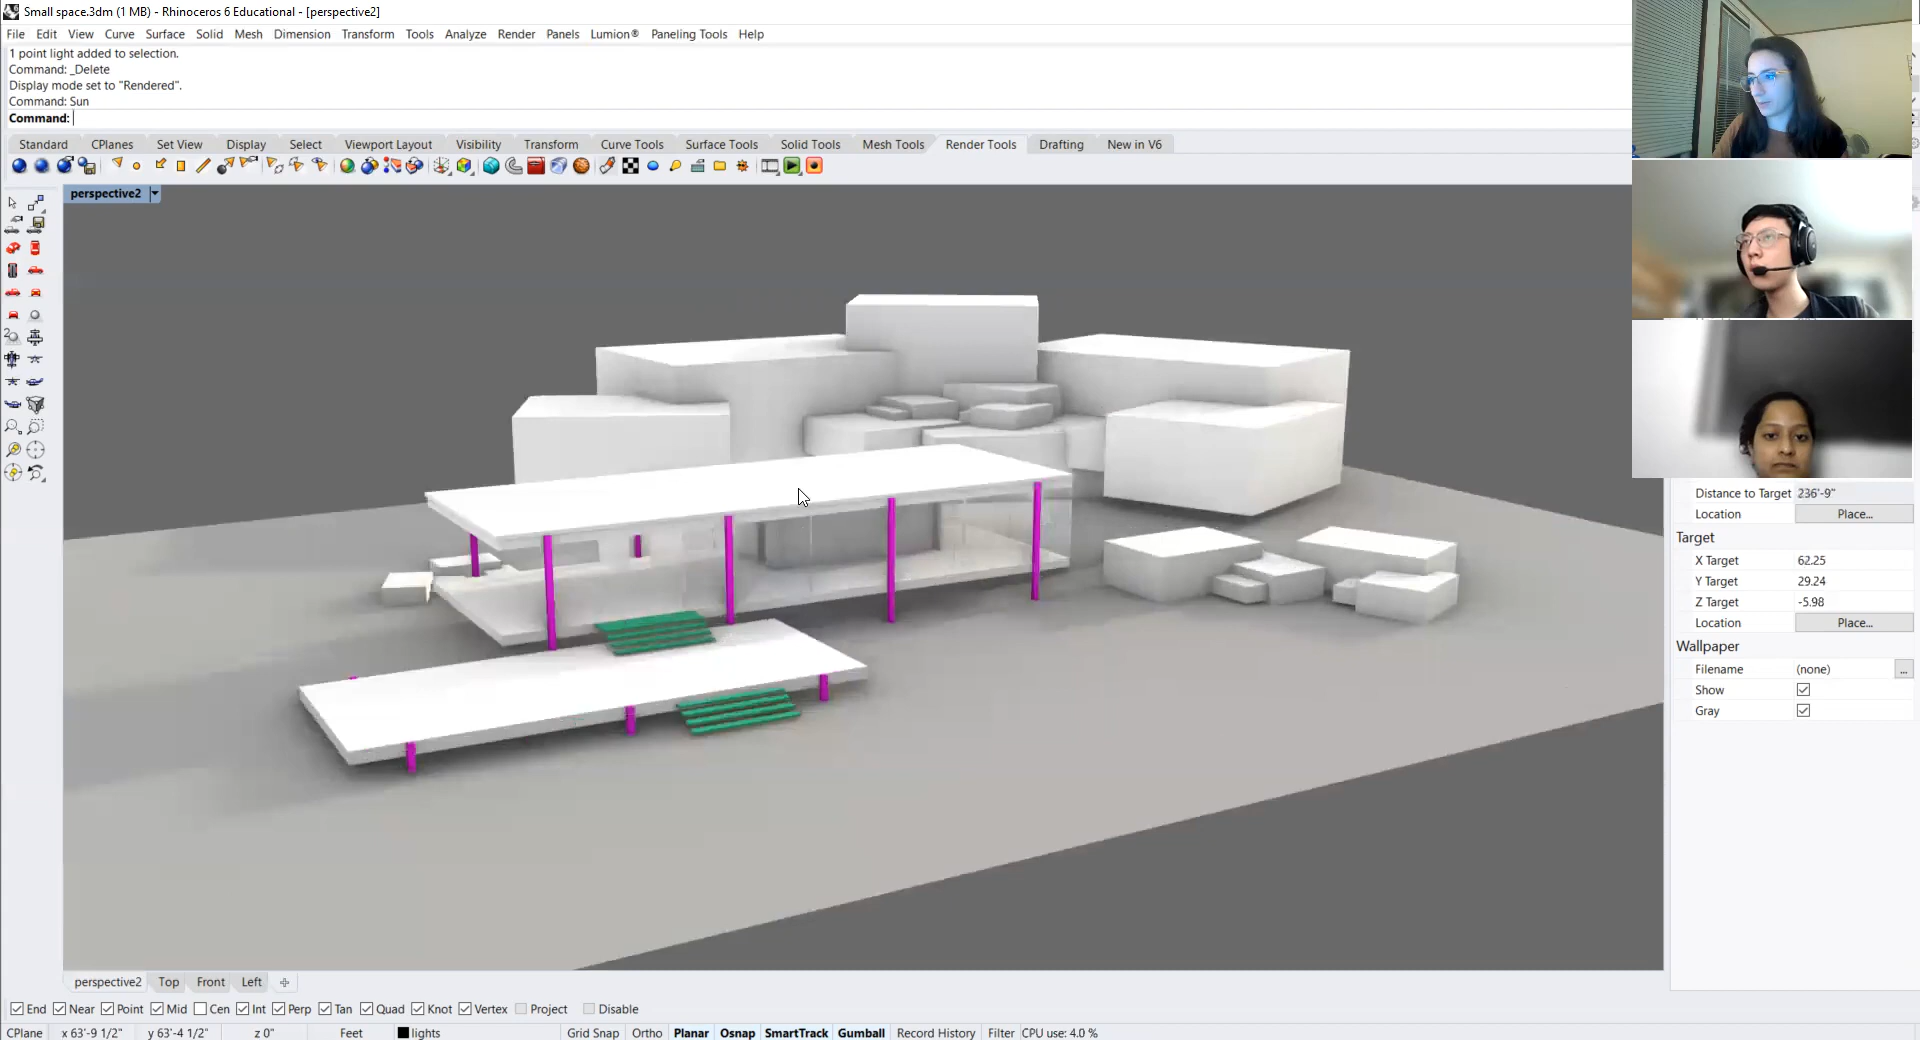 Small space.3dm (1 MB) - Rhinoceros 6 Educational - [perspective2]
File Edit View Curve Surface Solid Mesh Dimension Transform Tools Analyze Render Panels Lumion® Paneling Tools Help
1 point light added to selection.
Command: _Delete
Display mode set to "Rendered".
Command: Sun
Command:
Standard CPlanes Set View Display Select Viewport Layout Visibility Transform Curve Tools Surface Tools Solid Tools Mesh Tools Render Tools Drafting New in V6
perspective2
Distance to Target 236'-9"
Location Place...
Target
X Target 62.25
Y Target 29.24
Z Target -5.98
Location Place...
Wallpaper
Filename (none) ...
Show
Gray
perspective2 Top Front Left
End Near Point Mid Cen Int Perp Tan Quad Knot Vertex Project Disable
CPlane x 63'-9 1/2" y 63'-4 1/2" z 0" Feet lights Grid Snap Ortho Planar Osnap SmartTrack Gumball Record History Filter CPU use: 4.0 %